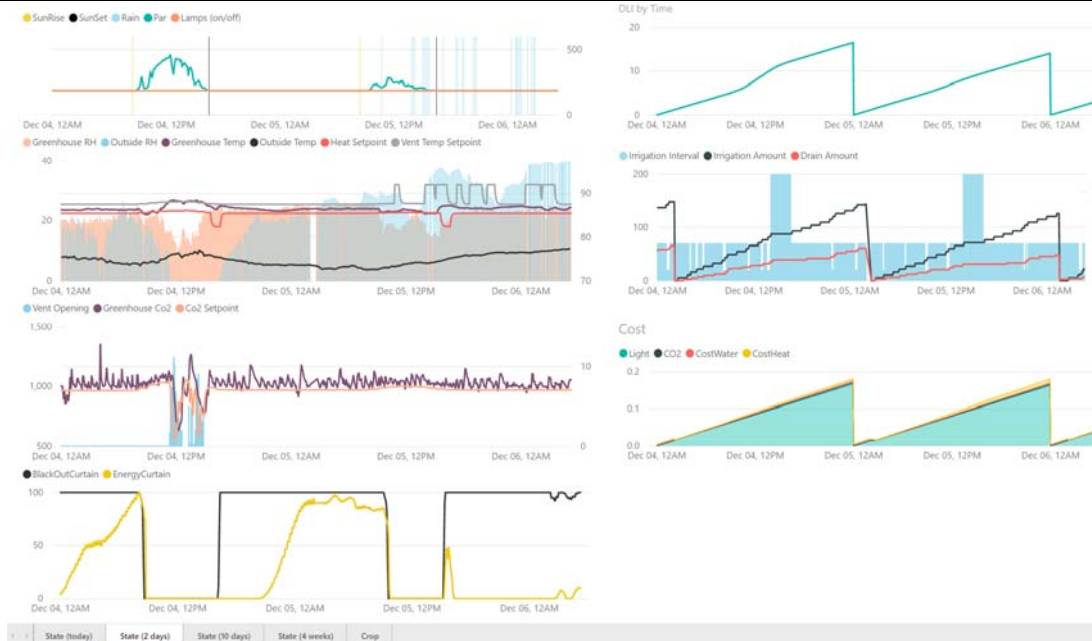 SunRise SunSet Rain Par Lamps (on/off)
500
0
Dec 04, 12AM Dec 04, 12PM Dec 05, 12AM Dec 05, 12PM Dec 06, 12AM
Greenhouse RH Outside RH Greenhouse Temp Outside Temp Heat Setpoint Vent Temp Setpoint
40
20
0
90
80
70
Dec 04, 12AM Dec 04, 12PM Dec 05, 12AM Dec 05, 12PM Dec 06, 12AM
Vent Opening Greenhouse Co2 Co2 Setpoint
1,500
1,000
500
10
0
Dec 04, 12AM Dec 04, 12PM Dec 05, 12AM Dec 05, 12PM Dec 06, 12AM
BlackOutCurtain EnergyCurtain
100
50
0
Dec 04, 12AM Dec 04, 12PM Dec 05, 12AM Dec 05, 12PM Dec 06, 12AM
State (today) State (2 days) State (10 days) State (4 weeks) Crop
DLI by Time
20
10
0
Dec 04, 12AM Dec 04, 12PM Dec 05, 12AM Dec 05, 12PM Dec 06, 12AM
Irrigation Interval Irrigation Amount Drain Amount
200
100
0
Dec 04, 12AM Dec 04, 12PM Dec 05, 12AM Dec 05, 12PM Dec 06, 12AM
Cost
Light CO2 CostWater CostHeat
0.2
0.1
0.0
Dec 04, 12AM Dec 04, 12PM Dec 05, 12AM Dec 05, 12PM Dec 06, 12AM